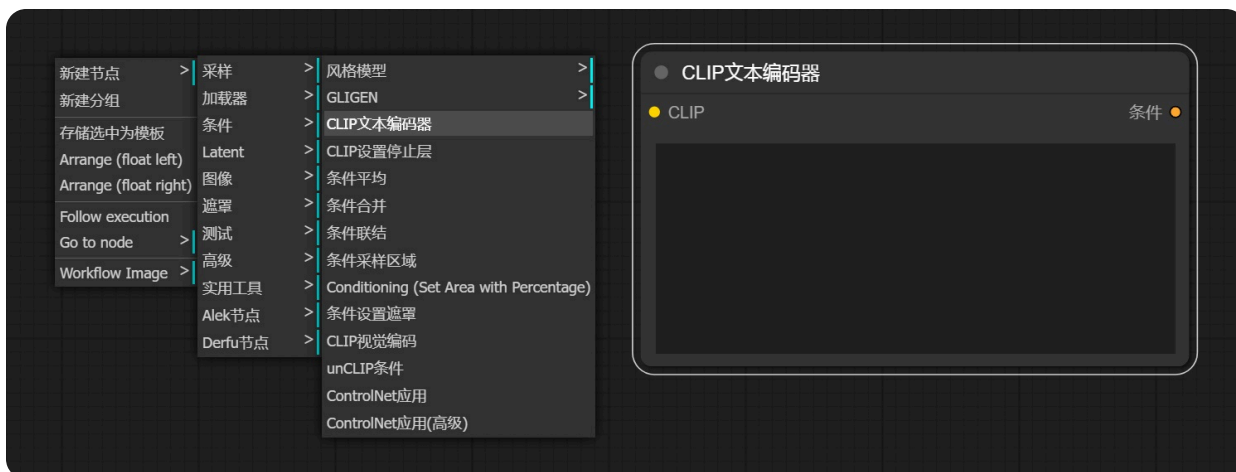 新建节点 >
新建分组
存储选中为模板
Arrange (float left)
Arrange (float right)
Follow execution
Go to node >
Workflow Image >
采样 >
加载器 >
条件 >
Latent >
图像 >
遮罩 >
测试 >
高级 >
实用工具 >
Alek节点 >
Derfu节点 >
风格模型 >
GLIGEN >
CLIP文本编码器
CLIP设置停止层
条件平均
条件合并
条件联结
条件采样区域
Conditioning (Set Area with Percentage)
条件设置遮罩
CLIP视觉编码
unCLIP条件
ControlNet应用
ControlNet应用(高级)
CLIP文本编码器
CLIP 条件